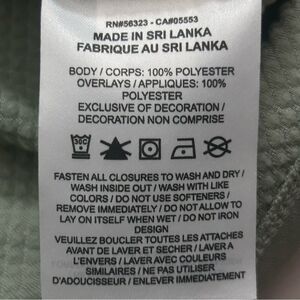 RN#56323 - CA#05553
MADE IN SRI LANKA
FABRIQUE AU SRI LANKA
BODY / CORPS: 100% POLYESTER
OVERLAYS / APPLIQUES: 100%
POLYESTER
EXCLUSIVE OF DECORATION /
DECORATION NON COMPRISE
30C
FASTEN ALL CLOSURES TO WASH AND DRY /
WASH INSIDE OUT / WASH WITH LIKE
COLORS / DO NOT USE SOFTENERS /
REMOVE IMMEDIATELY / DO NOT ALLOW TO
LAY ON ITSELF WHEN WET / DO NOT IRON
DESIGN
VEUILLEZ BOUCLER TOUTES LES ATTACHES
AVANT DE LAVER ET SECHER / LAVER A
L'ENVERS / LAVER AVEC COULEURS
SIMILAIRES / NE PAS UTILISER
D'ADOUCISSEUR / ENLEVER IMMEDIATEMENT